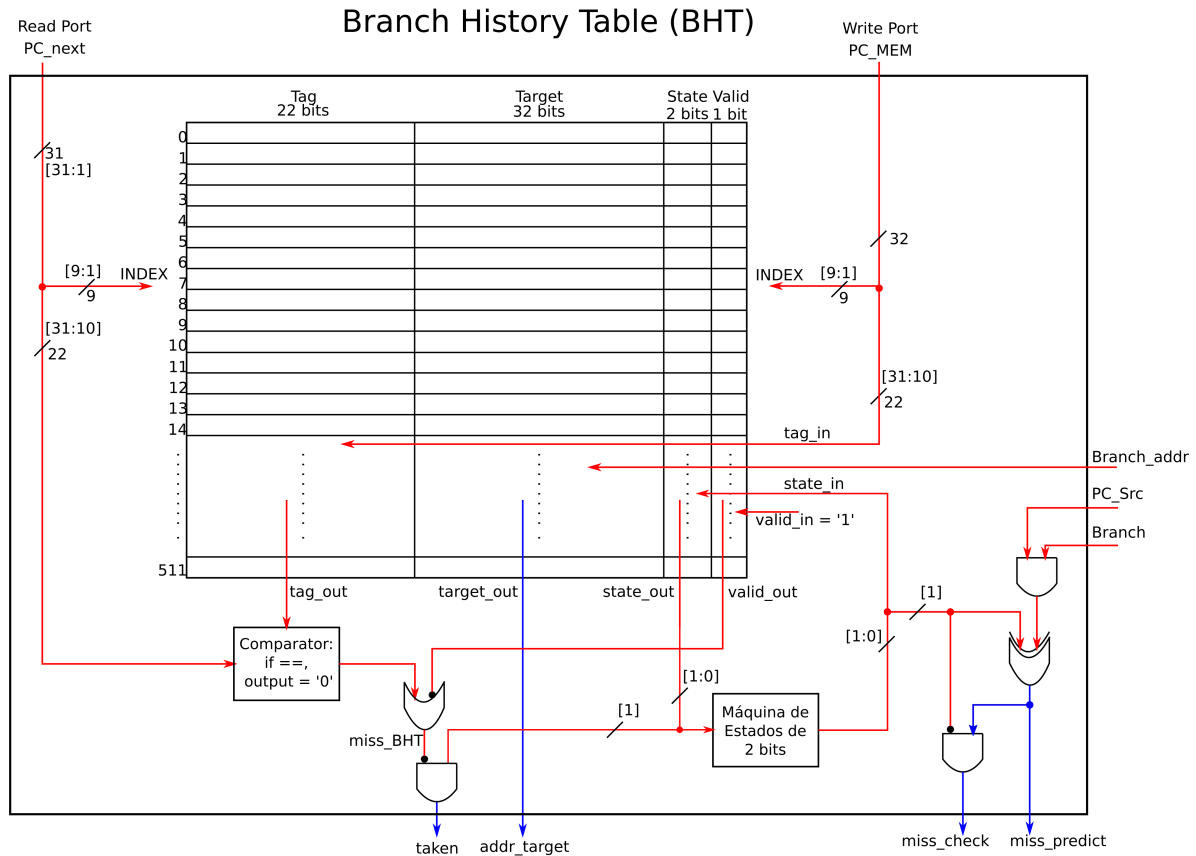 Branch History Table (BHT)
Read Port
PC_next
Write Port
PC_MEM
Tag
22 bits
Target
32 bits
State
2 bits
Valid
1 bit
0
1
2
3
4
5
6
7
8
9
10
11
12
13
14
511
31
[31:1]
[9:1]
9
INDEX
[31:10]
22
32
INDEX
[9:1]
9
[31:10]
22
tag_in
Branch_addr
state_in
PC_Src
valid_in = '1'
Branch
tag_out
target_out
state_out
valid_out
[1]
[1:0]
Comparator:
if ==,
output = '0'
[1:0]
[1]
Máquina de
Estados de
2 bits
miss_BHT
taken
addr_target
miss_check
miss_predict